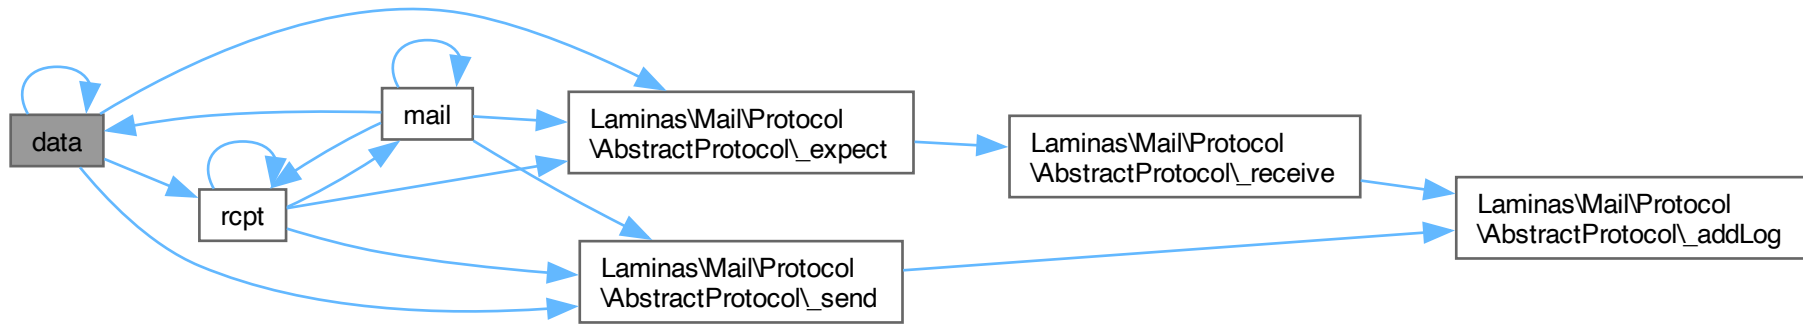 data
mail
rcpt
Laminas\Mail\Protocol
\AbstractProtocol\_expect
Laminas\Mail\Protocol
\AbstractProtocol\_send
Laminas\Mail\Protocol
\AbstractProtocol\_receive
Laminas\Mail\Protocol
\AbstractProtocol\_addLog